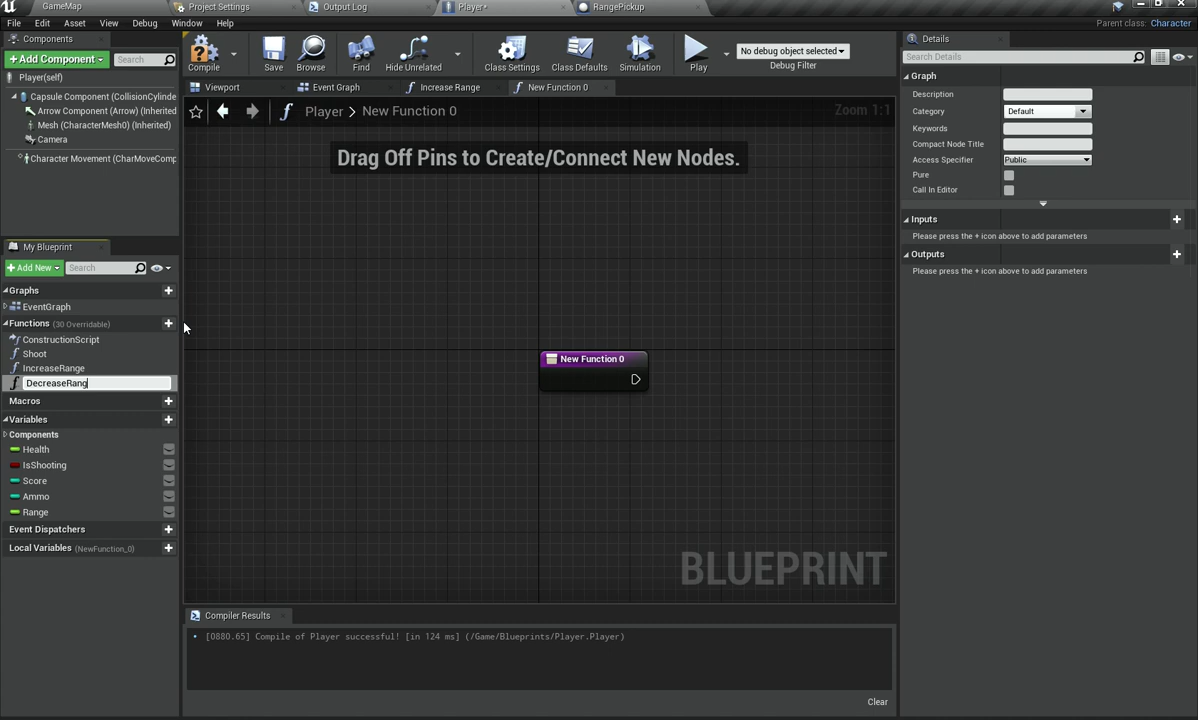 GameMap
Project Settings
Output Log
Player*
RangePickup
File Edit Asset View Debug Window Help
Parent class: Character
Components
+ Add Component
Search
Player(self)
Capsule Component (CollisionCylinde
Arrow Component (Arrow) (Inherited
Mesh (CharacterMesh0) (Inherited)
Camera
Character Movement (CharMoveComp
Compile
Save
Browse
Find
Hide Unrelated
Class Settings
Class Defaults
Simulation
Play
No debug object selected
Debug Filter
Viewport
Event Graph
Increase Range
New Function 0
Player > New Function 0
Zoom 1:1
Drag Off Pins to Create/Connect New Nodes.
New Function 0
BLUEPRINT
My Blueprint
+ Add New
Search
Graphs
EventGraph
Functions (30 Overridable)
ConstructionScript
Shoot
IncreaseRange
DecreaseRang
Macros
Variables
Components
Health
IsShooting
Score
Ammo
Range
Event Dispatchers
Local Variables (NewFunction_0)
Compiler Results
• [0880.65] Compile of Player successful! [in 124 ms] (/Game/Blueprints/Player.Player)
Clear
Details
Search Details
Graph
Description
Category Default
Keywords
Compact Node Title
Access Specifier Public
Pure
Call In Editor
Inputs
Please press the + icon above to add parameters
Outputs
Please press the + icon above to add parameters